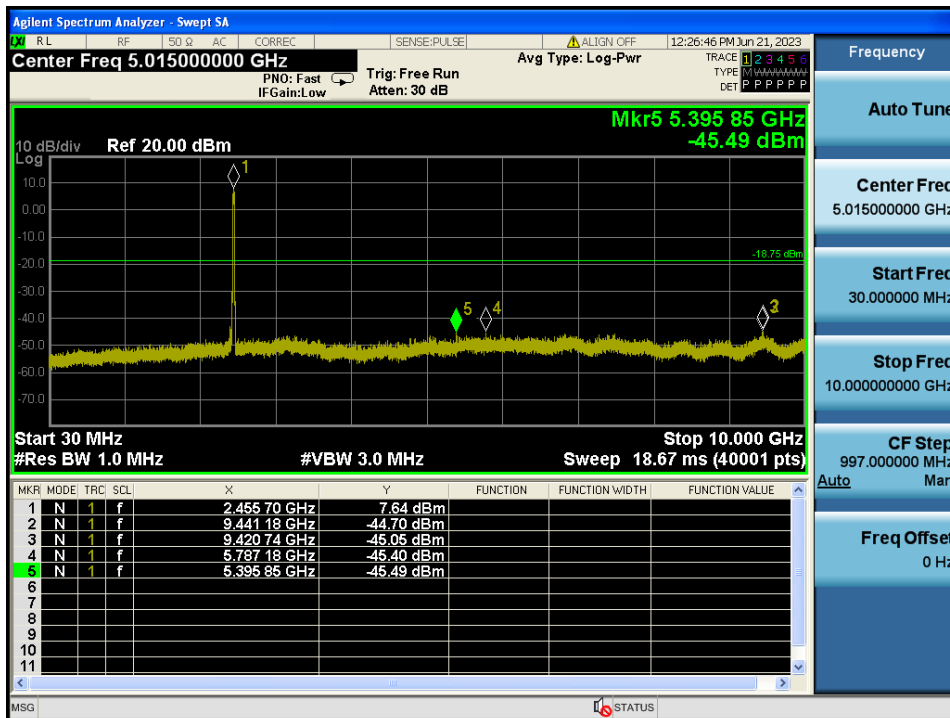 Agilent Spectrum Analyzer - Swept SA
LXI RL RF 50 Ω AC CORREC SENSE:PULSE ALIGN OFF 12:26:46 PM Jun 21, 2023
Center Freq 5.015000000 GHz
PNO: Fast
IFGain:Low
Trig: Free Run
Atten: 30 dB
Avg Type: Log-Pwr
TRACE 1 2 3 4 5 6
TYPE M
DET P P P P P P
Mkr5 5.395 85 GHz
-45.49 dBm
10 dB/div
Log
Ref 20.00 dBm
10.0
0.00
-10.0
-20.0
-30.0
-40.0
-50.0
-60.0
-70.0
1
-18.75 dBm
5
4
Start 30 MHz
Stop 10.000 GHz
#Res BW 1.0 MHz
#VBW 3.0 MHz
Sweep 18.67 ms (40001 pts)
MKR MODE TRC SCL X Y FUNCTION FUNCTION WIDTH FUNCTION VALUE
1 N 1 f 2.455 70 GHz 7.64 dBm
2 N 1 f 9.441 18 GHz -44.70 dBm
3 N 1 f 9.420 74 GHz -45.05 dBm
4 N 1 f 5.787 18 GHz -45.40 dBm
5 N 1 f 5.395 85 GHz -45.49 dBm
6
7
8
9
10
11
MSG
STATUS
Frequency
Auto Tune
Center Freq
5.015000000 GHz
Start Freq
30.000000 MHz
Stop Freq
10.000000000 GHz
CF Step
997.000000 MHz
Auto Man
Freq Offset
0 Hz